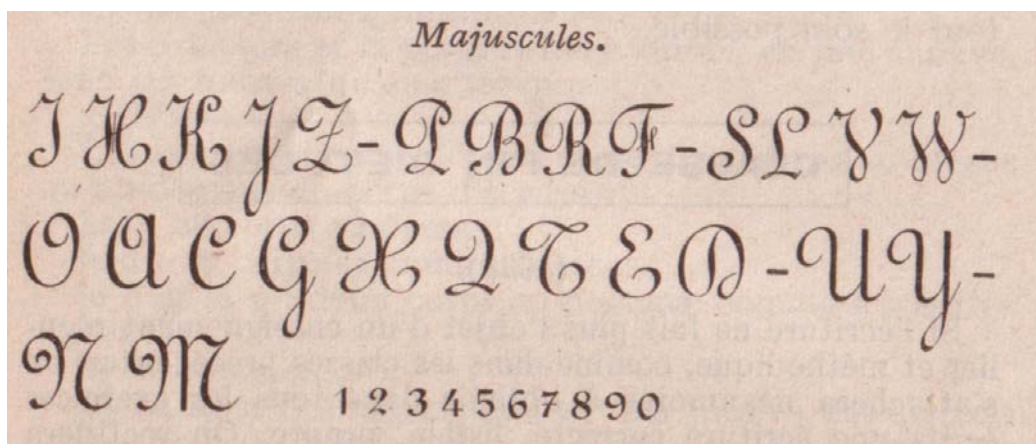 Majuscules.
I H K J Z - P B R F - S L V W -
O A C G X Q T E D - U Y -
N M 1 2 3 4 5 6 7 8 9 0